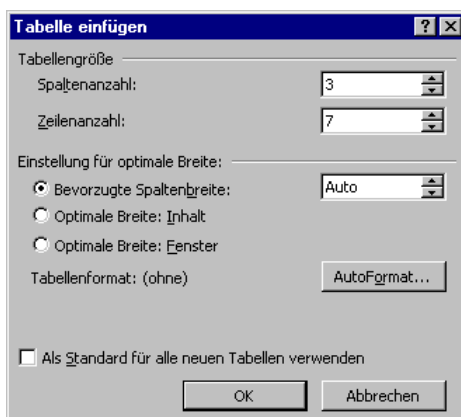 Tabelle einfügen
Tabellengröße
Spaltenanzahl: 3
Zeilenanzahl: 7
Einstellung für optimale Breite:
Bevorzugte Spaltenbreite: Auto
Optimale Breite: Inhalt
Optimale Breite: Fenster
Tabellenformat: (ohne) AutoFormat...
Als Standard für alle neuen Tabellen verwenden
OK Abbrechen